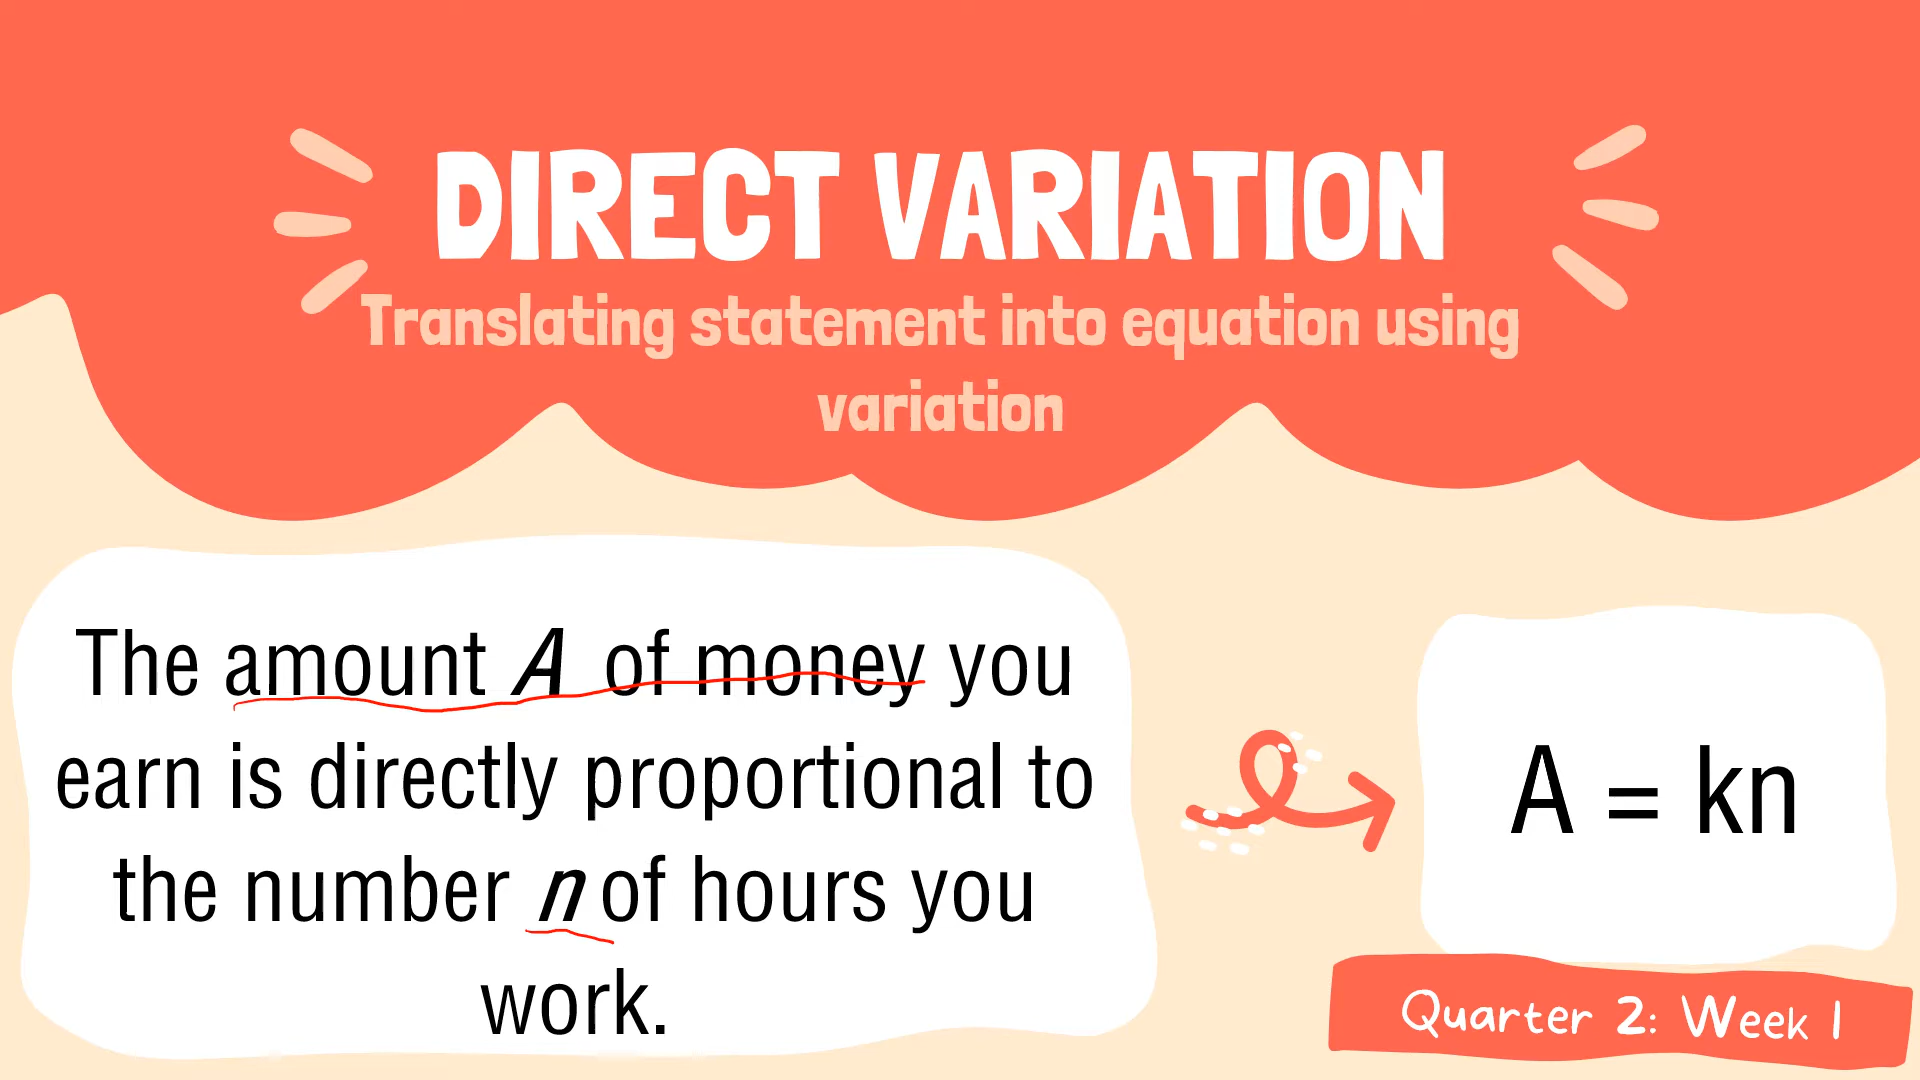 DIRECT VARIATION
Translating statement into equation using
variation
The amount A of money you
earn is directly proportional to
the number n of hours you
work.
A = kn
Quarter 2: Week 1